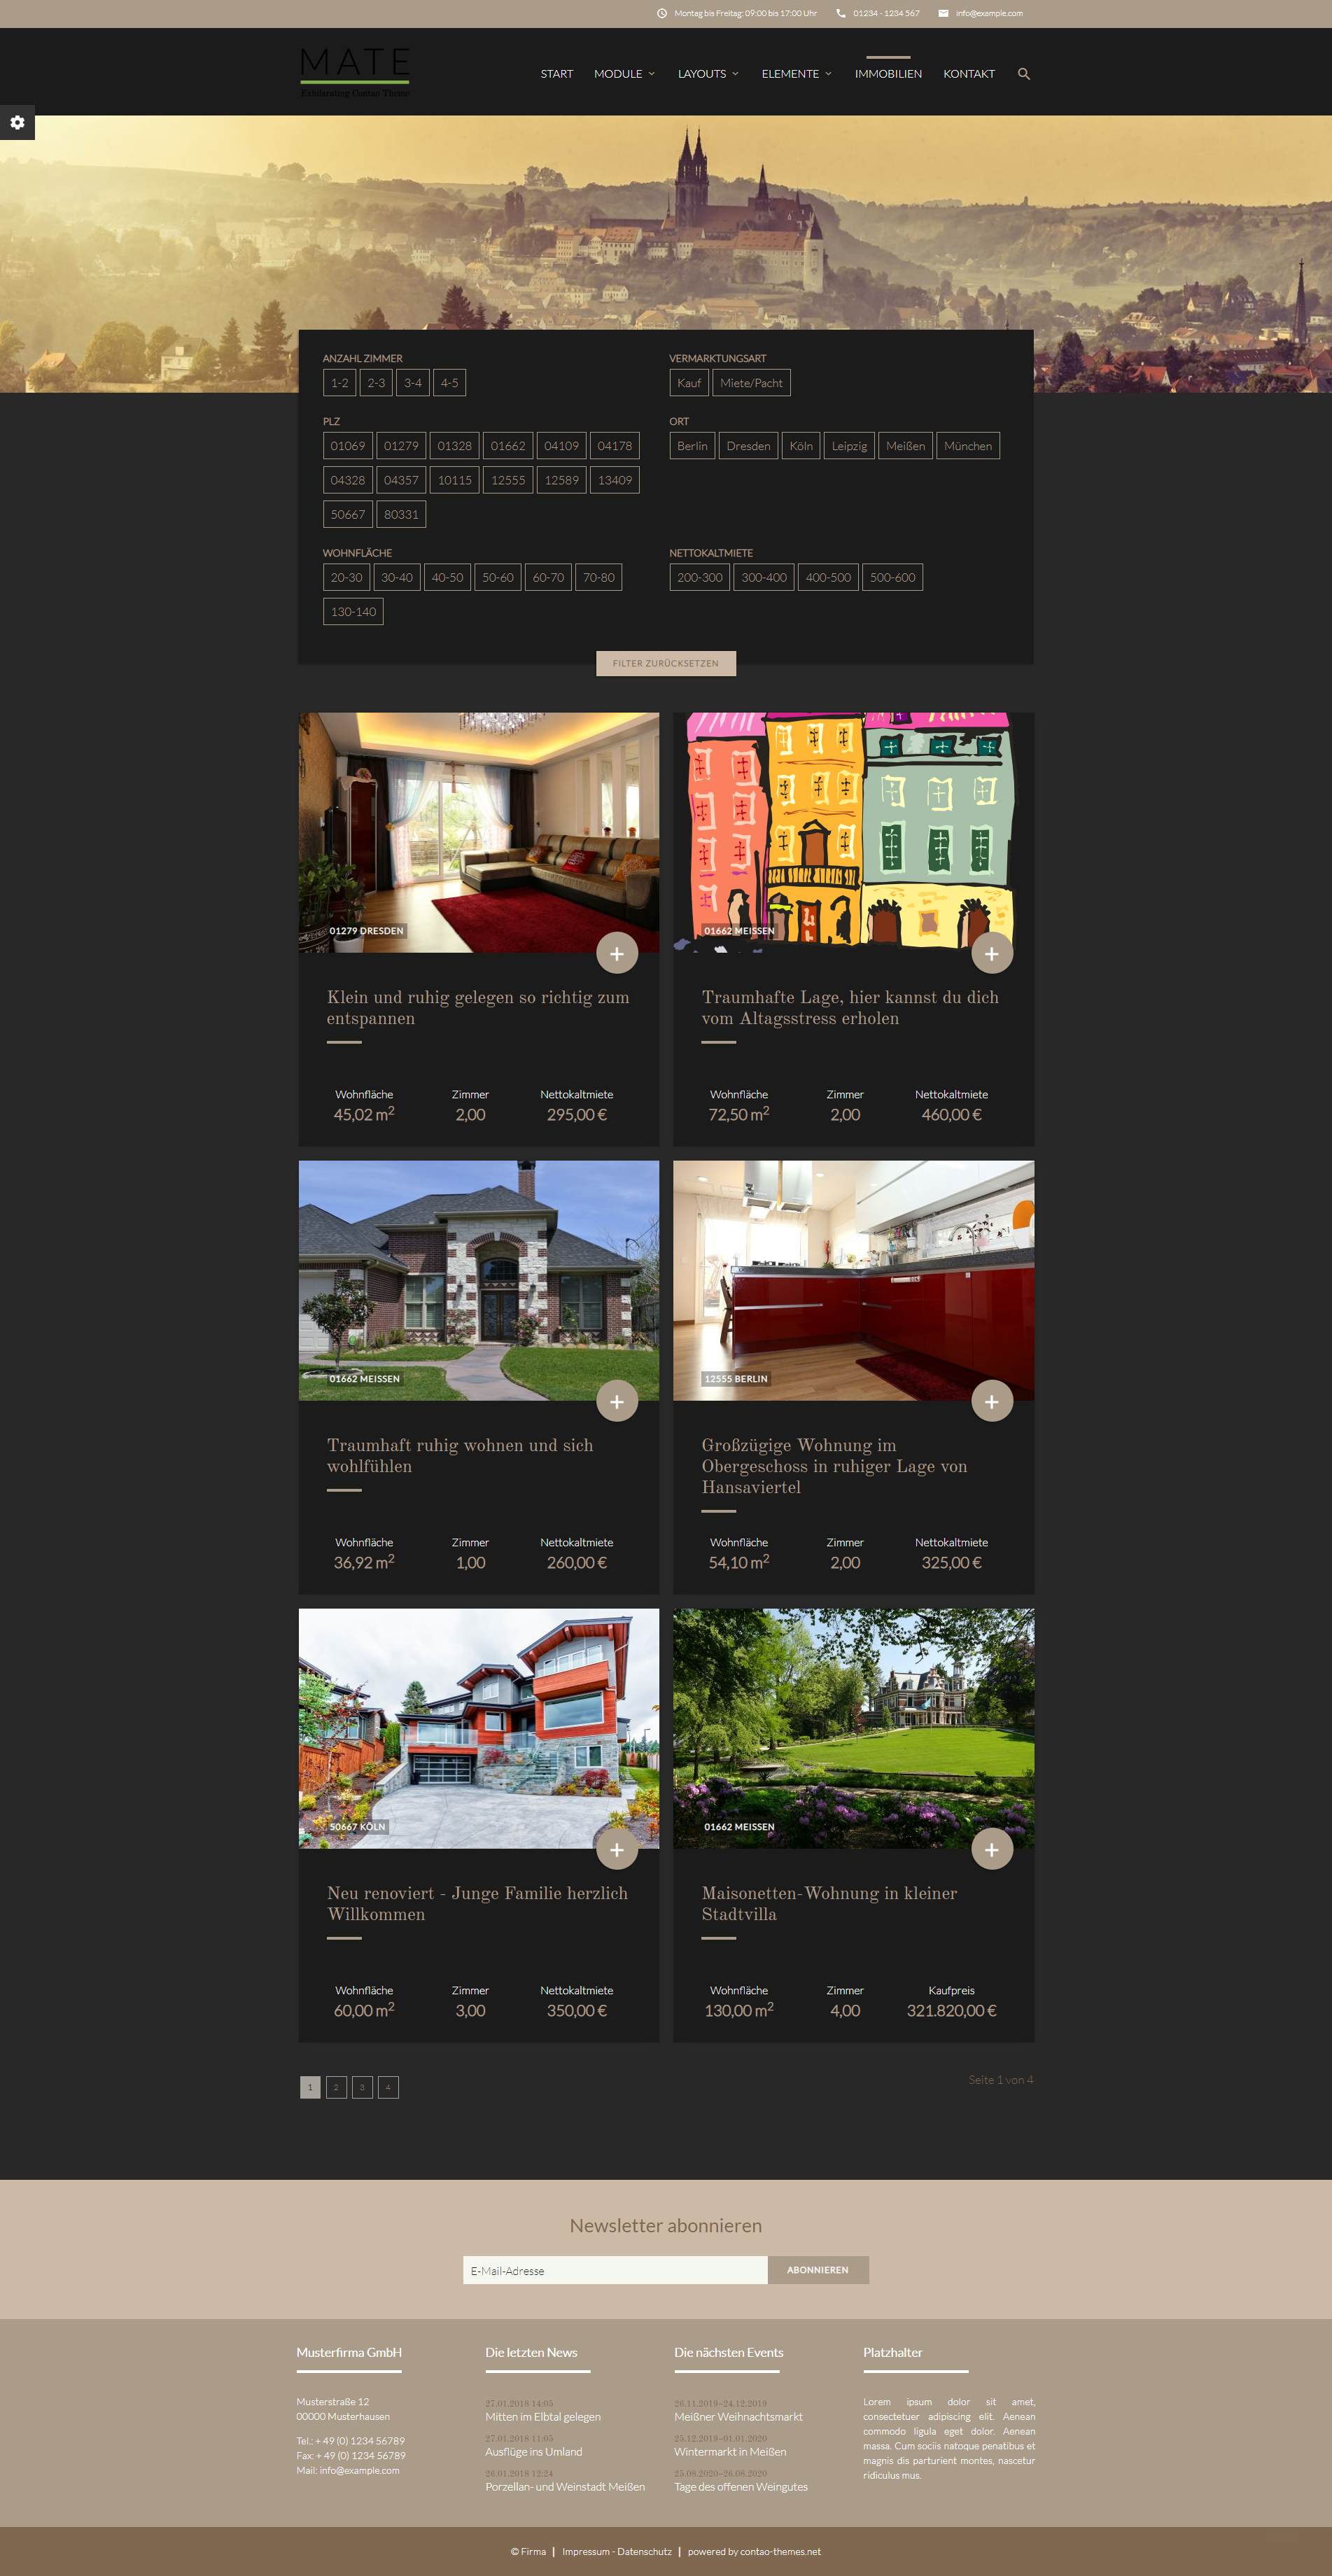 Montag bis Freitag: 09:00 bis 17:00 Uhr 01234 - 1234 567 info@example.com
MATE
Exhilarating Contao Theme
START MODULE LAYOUTS ELEMENTE IMMOBILIEN KONTAKT
ANZAHL ZIMMER
1-2 2-3 3-4 4-5
VERMARKTUNGSART
Kauf Miete/Pacht
PLZ
01069 01279 01328 01662 04109 04178
04328 04357 10115 12555 12589 13409
50667 80331
ORT
Berlin Dresden Köln Leipzig Meißen München
WOHNFLÄCHE
20-30 30-40 40-50 50-60 60-70 70-80
130-140
NETTOKALTMIETE
200-300 300-400 400-500 500-600
FILTER ZURÜCKSETZEN
01279 DRESDEN
Klein und ruhig gelegen so richtig zum
entspannen
Wohnfläche Zimmer Nettokaltmiete
45,02 m² 2,00 295,00 €
01662 MEISSEN
Traumhafte Lage, hier kannst du dich
vom Altagsstress erholen
Wohnfläche Zimmer Nettokaltmiete
72,50 m² 2,00 460,00 €
01662 MEISSEN
Traumhaft ruhig wohnen und sich
wohlfühlen
Wohnfläche Zimmer Nettokaltmiete
36,92 m² 1,00 260,00 €
12555 BERLIN
Großzügige Wohnung im
Obergeschoss in ruhiger Lage von
Hansaviertel
Wohnfläche Zimmer Nettokaltmiete
54,10 m² 2,00 325,00 €
50667 KÖLN
Neu renoviert - Junge Familie herzlich
Willkommen
Wohnfläche Zimmer Nettokaltmiete
60,00 m² 3,00 350,00 €
01662 MEISSEN
Maisonetten-Wohnung in kleiner
Stadtvilla
Wohnfläche Zimmer Kaufpreis
130,00 m² 4,00 321.820,00 €
1 2 3 4
Seite 1 von 4
Newsletter abonnieren
E-Mail-Adresse ABONNIEREN
Musterfirma GmbH
Musterstraße 12
00000 Musterhausen
Tel.: + 49 (0) 1234 56789
Fax: + 49 (0) 1234 56789
Mail: info@example.com
Die letzten News
27.01.2018 14:05
Mitten im Elbtal gelegen
27.01.2018 11:05
Ausflüge ins Umland
26.01.2018 12:24
Porzellan- und Weinstadt Meißen
Die nächsten Events
26.11.2019–24.12.2019
Meißner Weihnachtsmarkt
25.12.2019–01.01.2020
Wintermarkt in Meißen
25.08.2020–26.08.2020
Tage des offenen Weingutes
Platzhalter
Lorem ipsum dolor sit amet,
consectetuer adipiscing elit. Aenean
commodo ligula eget dolor. Aenean
massa. Cum sociis natoque penatibus et
magnis dis parturient montes, nascetur
ridiculus mus.
© Firma | Impressum - Datenschutz | powered by contao-themes.net